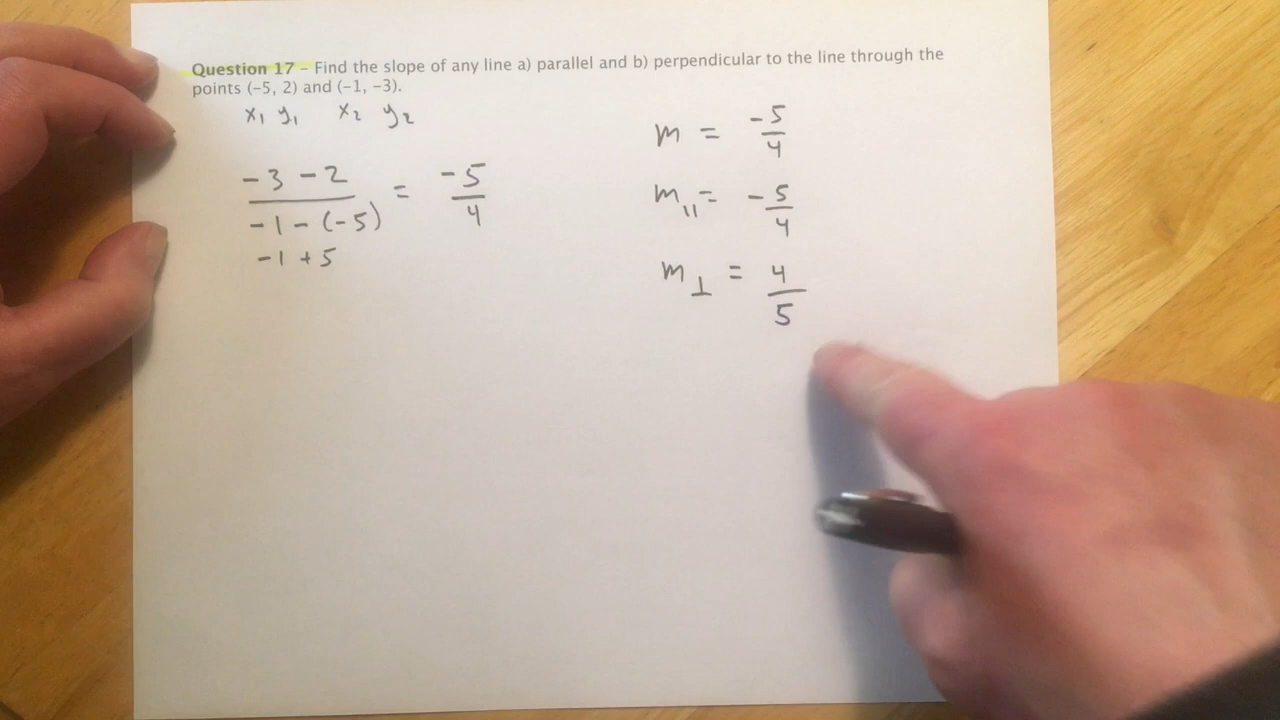 Question 17 – Find the slope of any line a) parallel and b) perpendicular to the line through the
points (–5, 2) and (–1, –3).
x₁ y₁ x₂ y₂
-3 -2 / -1 - (-5) = -5/4
-1 + 5
m = -5/4
m_∥ = -5/4
m_⊥ = 4/5